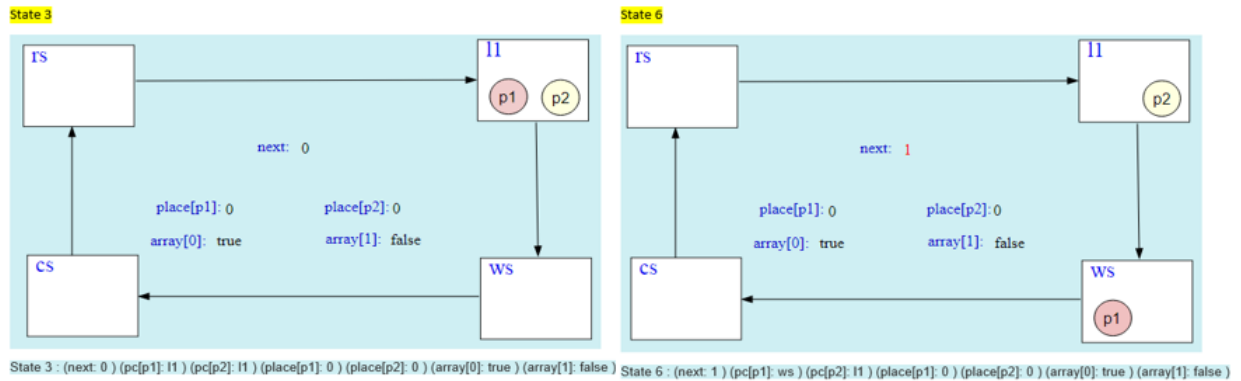 State 3
rs
l1
p1 p2
next: 0
place[p1]: 0 place[p2]: 0
array[0]: true array[1]: false
cs
ws
State 3 : (next: 0 ) (pc[p1]: l1 ) (pc[p2]: l1 ) (place[p1]: 0 ) (place[p2]: 0 ) (array[0]: true ) (array[1]: false )
State 6
rs
l1
p2
next: 1
place[p1]: 0 place[p2]: 0
array[0]: true array[1]: false
cs
ws
p1
State 6 : (next: 1 ) (pc[p1]: ws ) (pc[p2]: l1 ) (place[p1]: 0 ) (place[p2]: 0 ) (array[0]: true ) (array[1]: false )